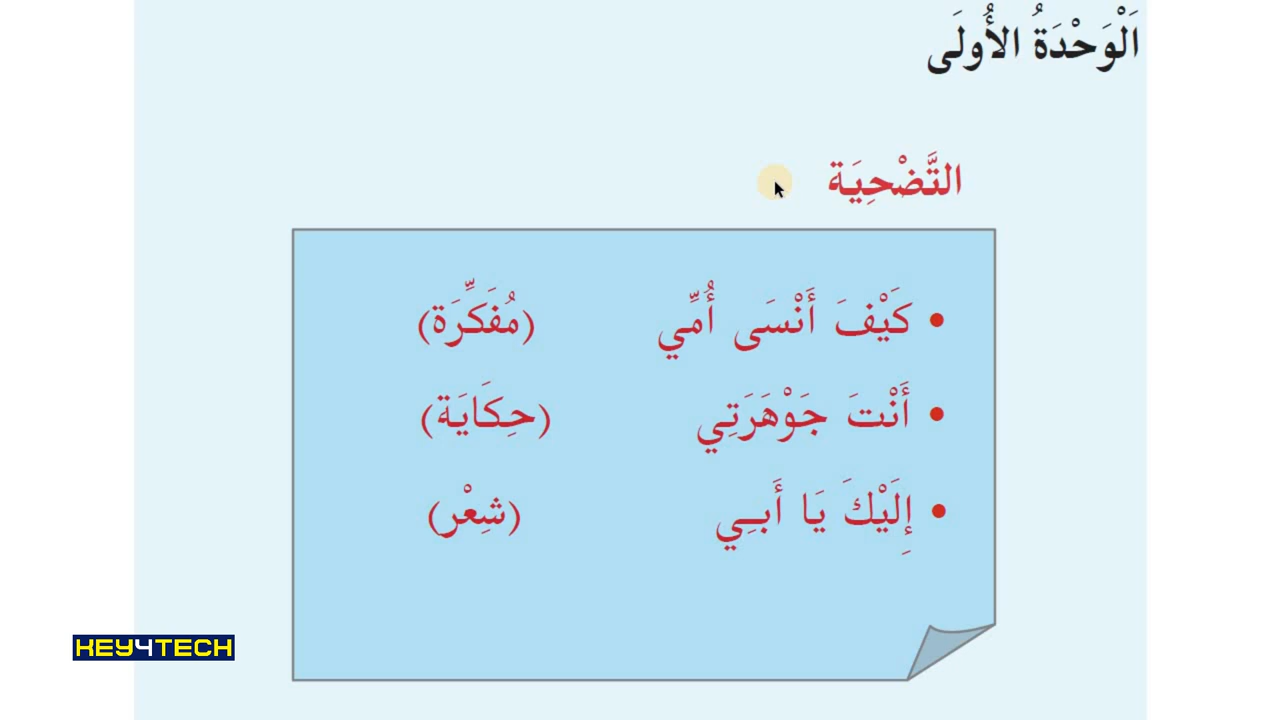 اَلْوَحْدَةُ الأُولَى
التَّضْحِيَة
• كَيْفَ أَنْسَى أُمِّي (مُفَكِّرَة)
• أَنْتَ جَوْهَرَتِي (حِكَايَة)
• إِلَيْكَ يَا أَبِي (شِعْر)
KEY4TECH